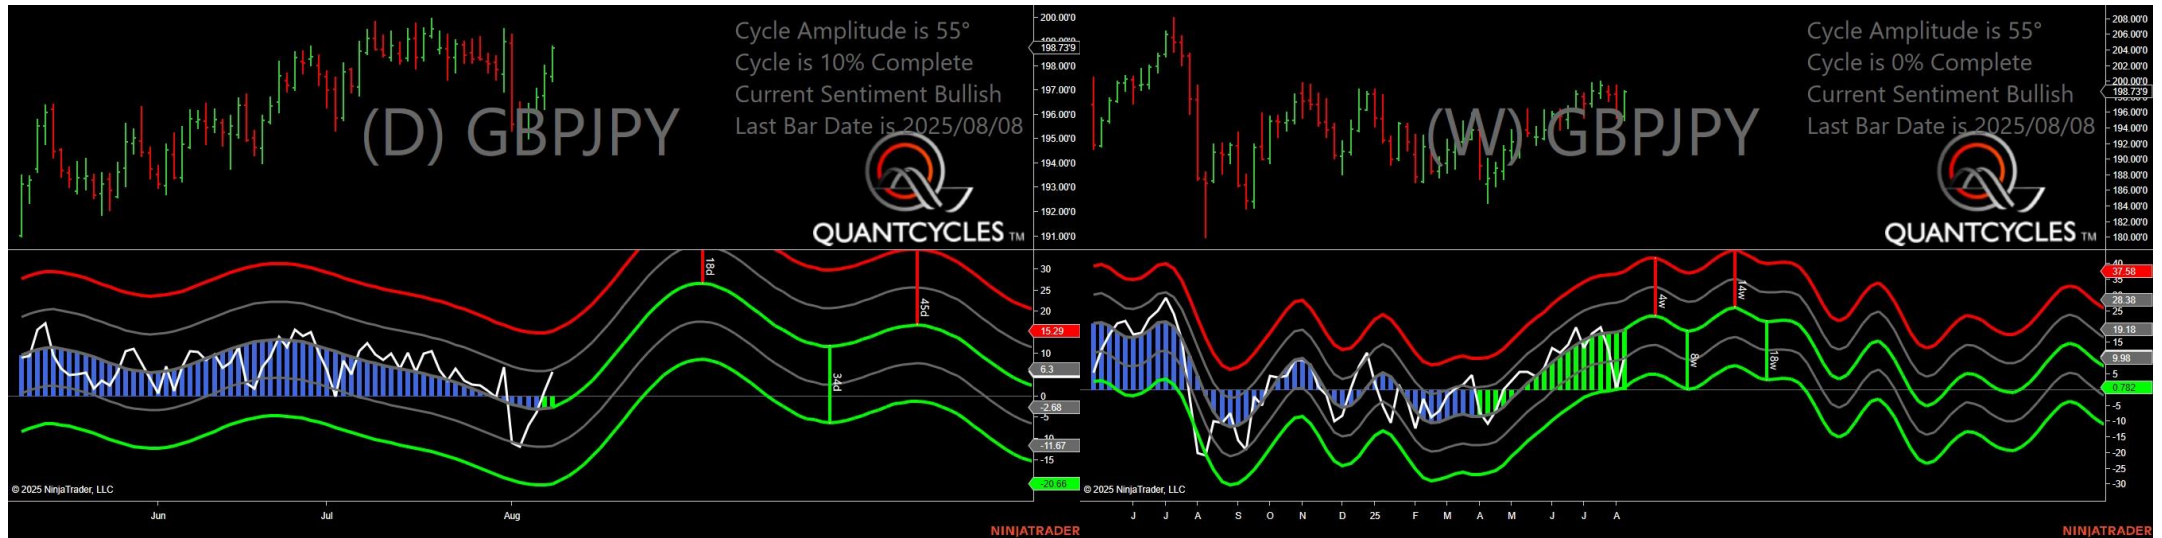 Cycle Amplitude is 55°
Cycle is 10% Complete
Current Sentiment Bullish
Last Bar Date is 2025/08/08
(D) GBPJPY
QUANTCYCLES TM
200.00'0
198.73'9
198.00'0
197.00'0
196.00'0
195.00'0
194.00'0
193.00'0
192.00'0
191.00'0
18d
45d
34d
30
25
20
15.29
10
6.3
0
-2.68
-5
-11.67
-15
-20.66
© 2025 NinjaTrader, LLC
Jun Jul Aug
NINJATRADER
Cycle Amplitude is 55°
Cycle is 0% Complete
Current Sentiment Bullish
Last Bar Date is 2025/08/08
(W) GBPJPY
QUANTCYCLES TM
208.00'0
206.00'0
204.00'0
202.00'0
200.00'0
198.73'9
196.00'0
194.00'0
192.00'0
190.00'0
188.00'0
186.00'0
184.00'0
182.00'0
180.00'0
4w
14w
8w
18w
40
37.58
28.38
25
19.18
15
9.98
5
0.782
-5
-10
-15
-20
-25
-30
© 2025 NinjaTrader, LLC
J J A S O N D 25 F M A M J J A
NINJATRADER